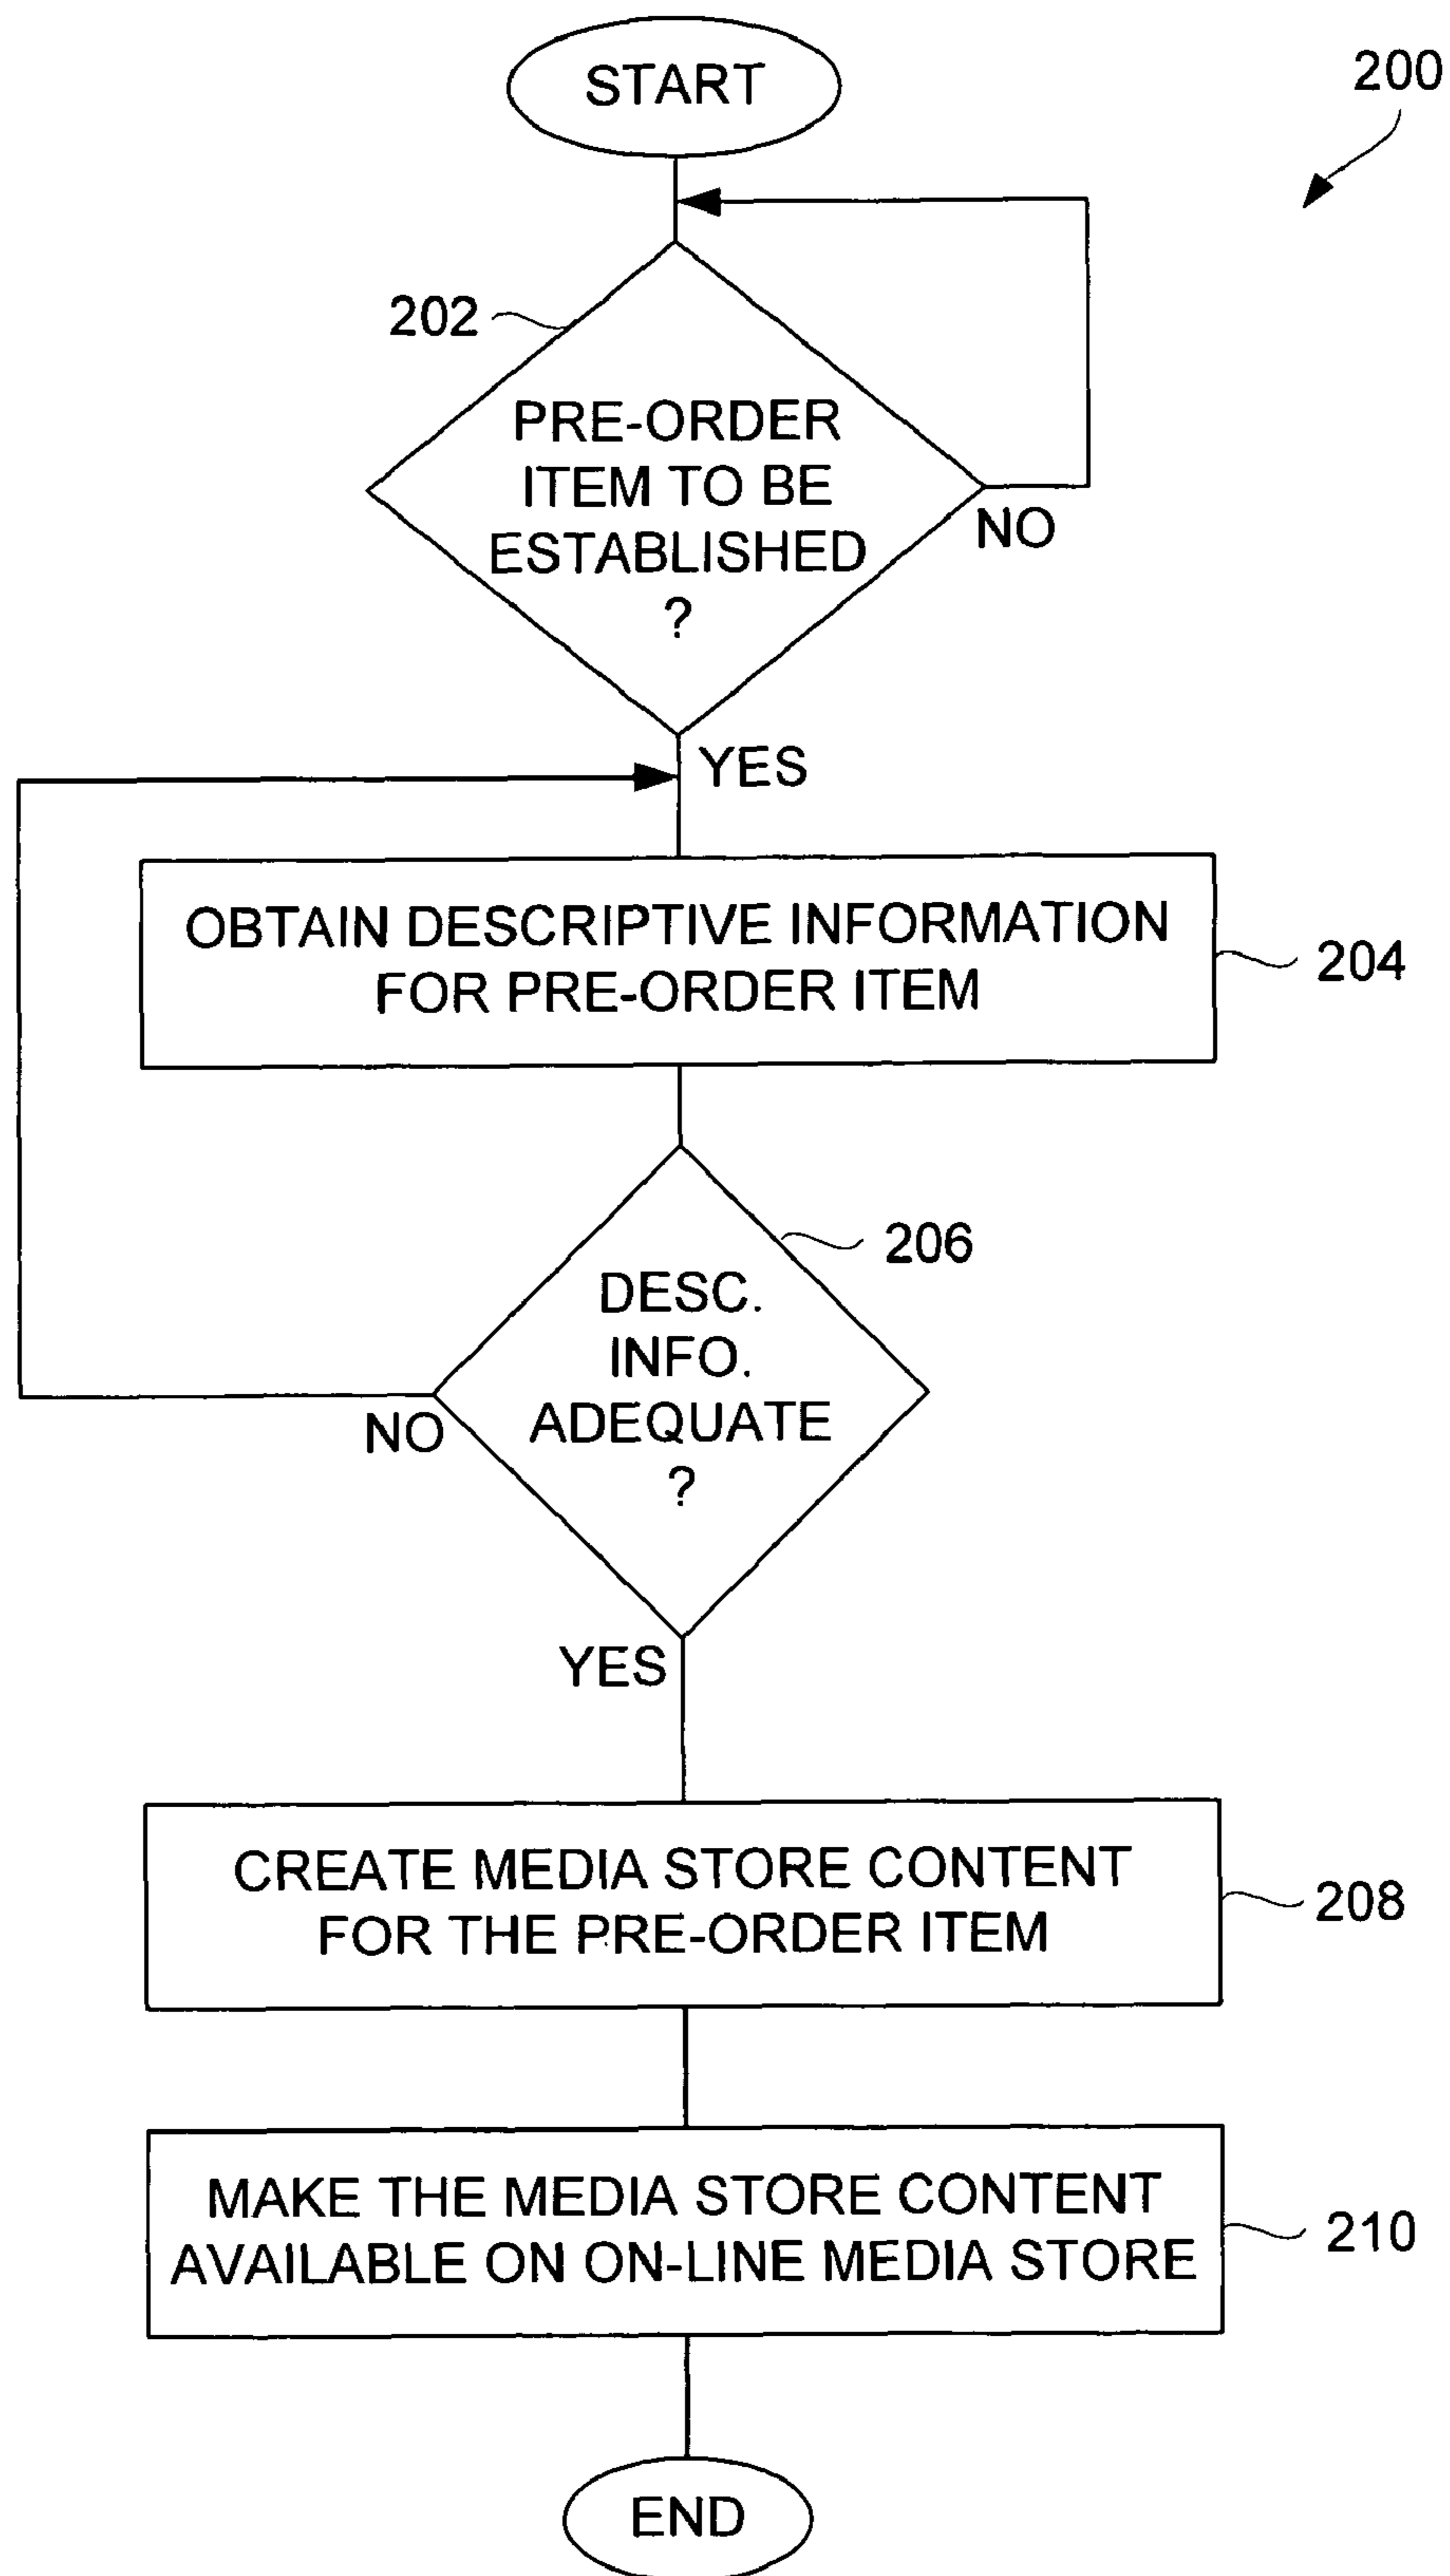 START
200
202
PRE-ORDER
ITEM TO BE
ESTABLISHED
?
NO
YES
OBTAIN DESCRIPTIVE INFORMATION
FOR PRE-ORDER ITEM
204
206
DESC.
INFO.
ADEQUATE
?
NO
YES
CREATE MEDIA STORE CONTENT
FOR THE PRE-ORDER ITEM
208
MAKE THE MEDIA STORE CONTENT
AVAILABLE ON ON-LINE MEDIA STORE
210
END